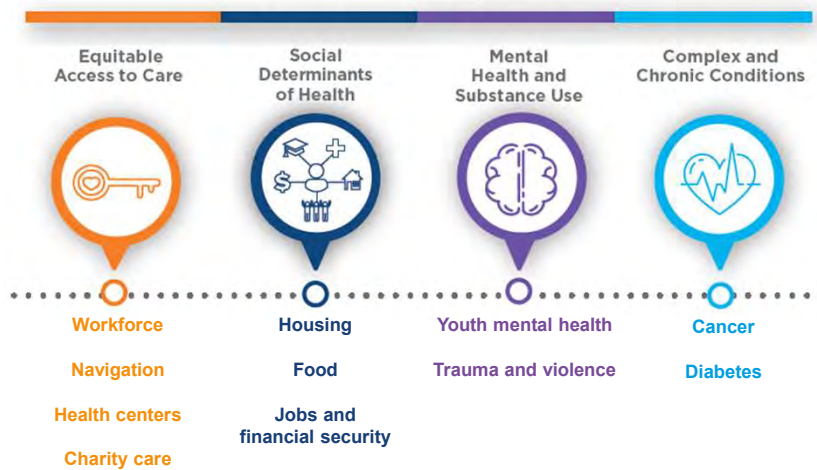 Equitable
Access to Care
Social
Determinants
of Health
Mental
Health and
Substance Use
Complex and
Chronic Conditions
$
Workforce
Navigation
Health centers
Charity care
Housing
Food
Jobs and
financial security
Youth mental health
Trauma and violence
Cancer
Diabetes